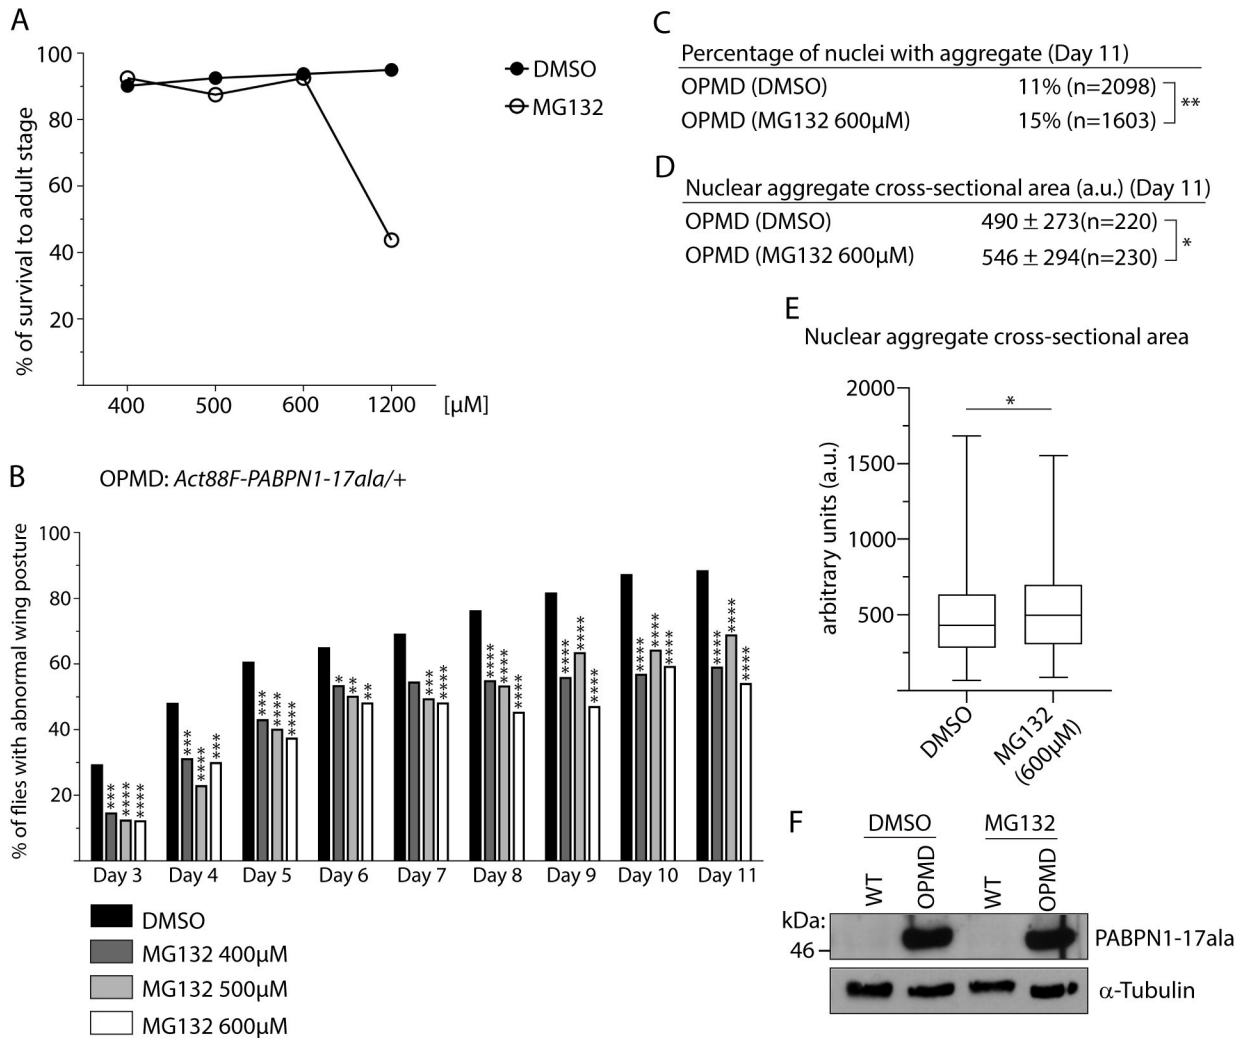 A
100
80
60
40
20
% of survival to adult stage
400 500 600 1200 [µM]
DMSO
MG132
B
OPMD: Act88F-PABPN1-17ala/+
100
80
60
40
20
% of flies with abnormal wing posture
*** **** ****
*** **** ***
*** **** ****
* ** **
*** ****
**** **** ****
**** **** ****
**** **** ****
**** **** ****
Day 3 Day 4 Day 5 Day 6 Day 7 Day 8 Day 9 Day 10 Day 11
DMSO
MG132 400µM
MG132 500µM
MG132 600µM
C
Percentage of nuclei with aggregate (Day 11)
OPMD (DMSO) 11% (n=2098)
**
OPMD (MG132 600µM) 15% (n=1603)
D
Nuclear aggregate cross-sectional area (a.u.) (Day 11)
OPMD (DMSO) 490 ± 273(n=220)
*
OPMD (MG132 600µM) 546 ± 294(n=230)
E
Nuclear aggregate cross-sectional area
2000
1500
1000
500
arbitrary units (a.u.)
*
DMSO
MG132
(600µM)
F
DMSO MG132
WT OPMD WT OPMD
kDa:
46
PABPN1-17ala
α-Tubulin